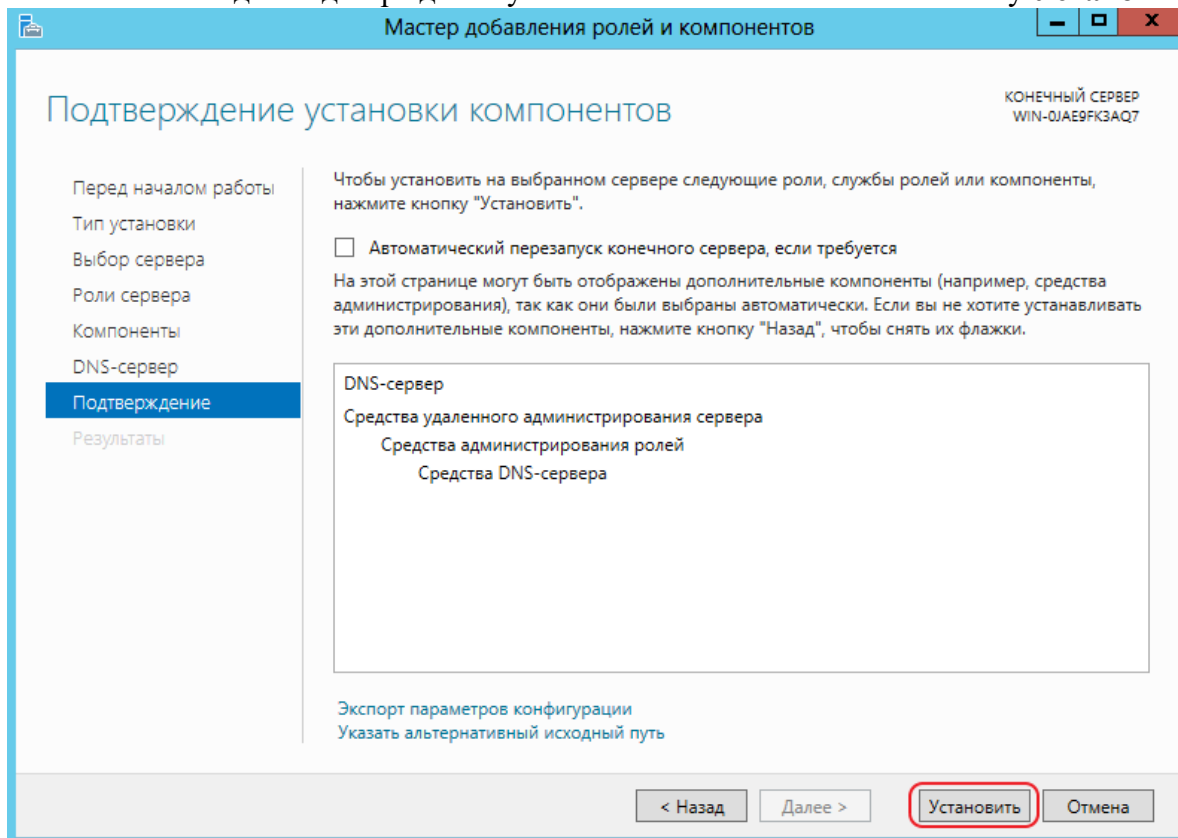 Мастер добавления ролей и компонентов
Подтверждение установки компонентов
КОНЕЧНЫЙ СЕРВЕР
WIN-0JAE9FK3AQ7
Перед началом работы
Тип установки
Выбор сервера
Роли сервера
Компоненты
DNS-сервер
Подтверждение
Результаты
Чтобы установить на выбранном сервере следующие роли, службы ролей или компоненты,
нажмите кнопку "Установить".
Автоматический перезапуск конечного сервера, если требуется
На этой странице могут быть отображены дополнительные компоненты (например, средства
администрирования), так как они были выбраны автоматически. Если вы не хотите устанавливать
эти дополнительные компоненты, нажмите кнопку "Назад", чтобы снять их флажки.
DNS-сервер
Средства удаленного администрирования сервера
Средства администрирования ролей
Средства DNS-сервера
Экспорт параметров конфигурации
Указать альтернативный исходный путь
< Назад
Далее >
Установить
Отмена